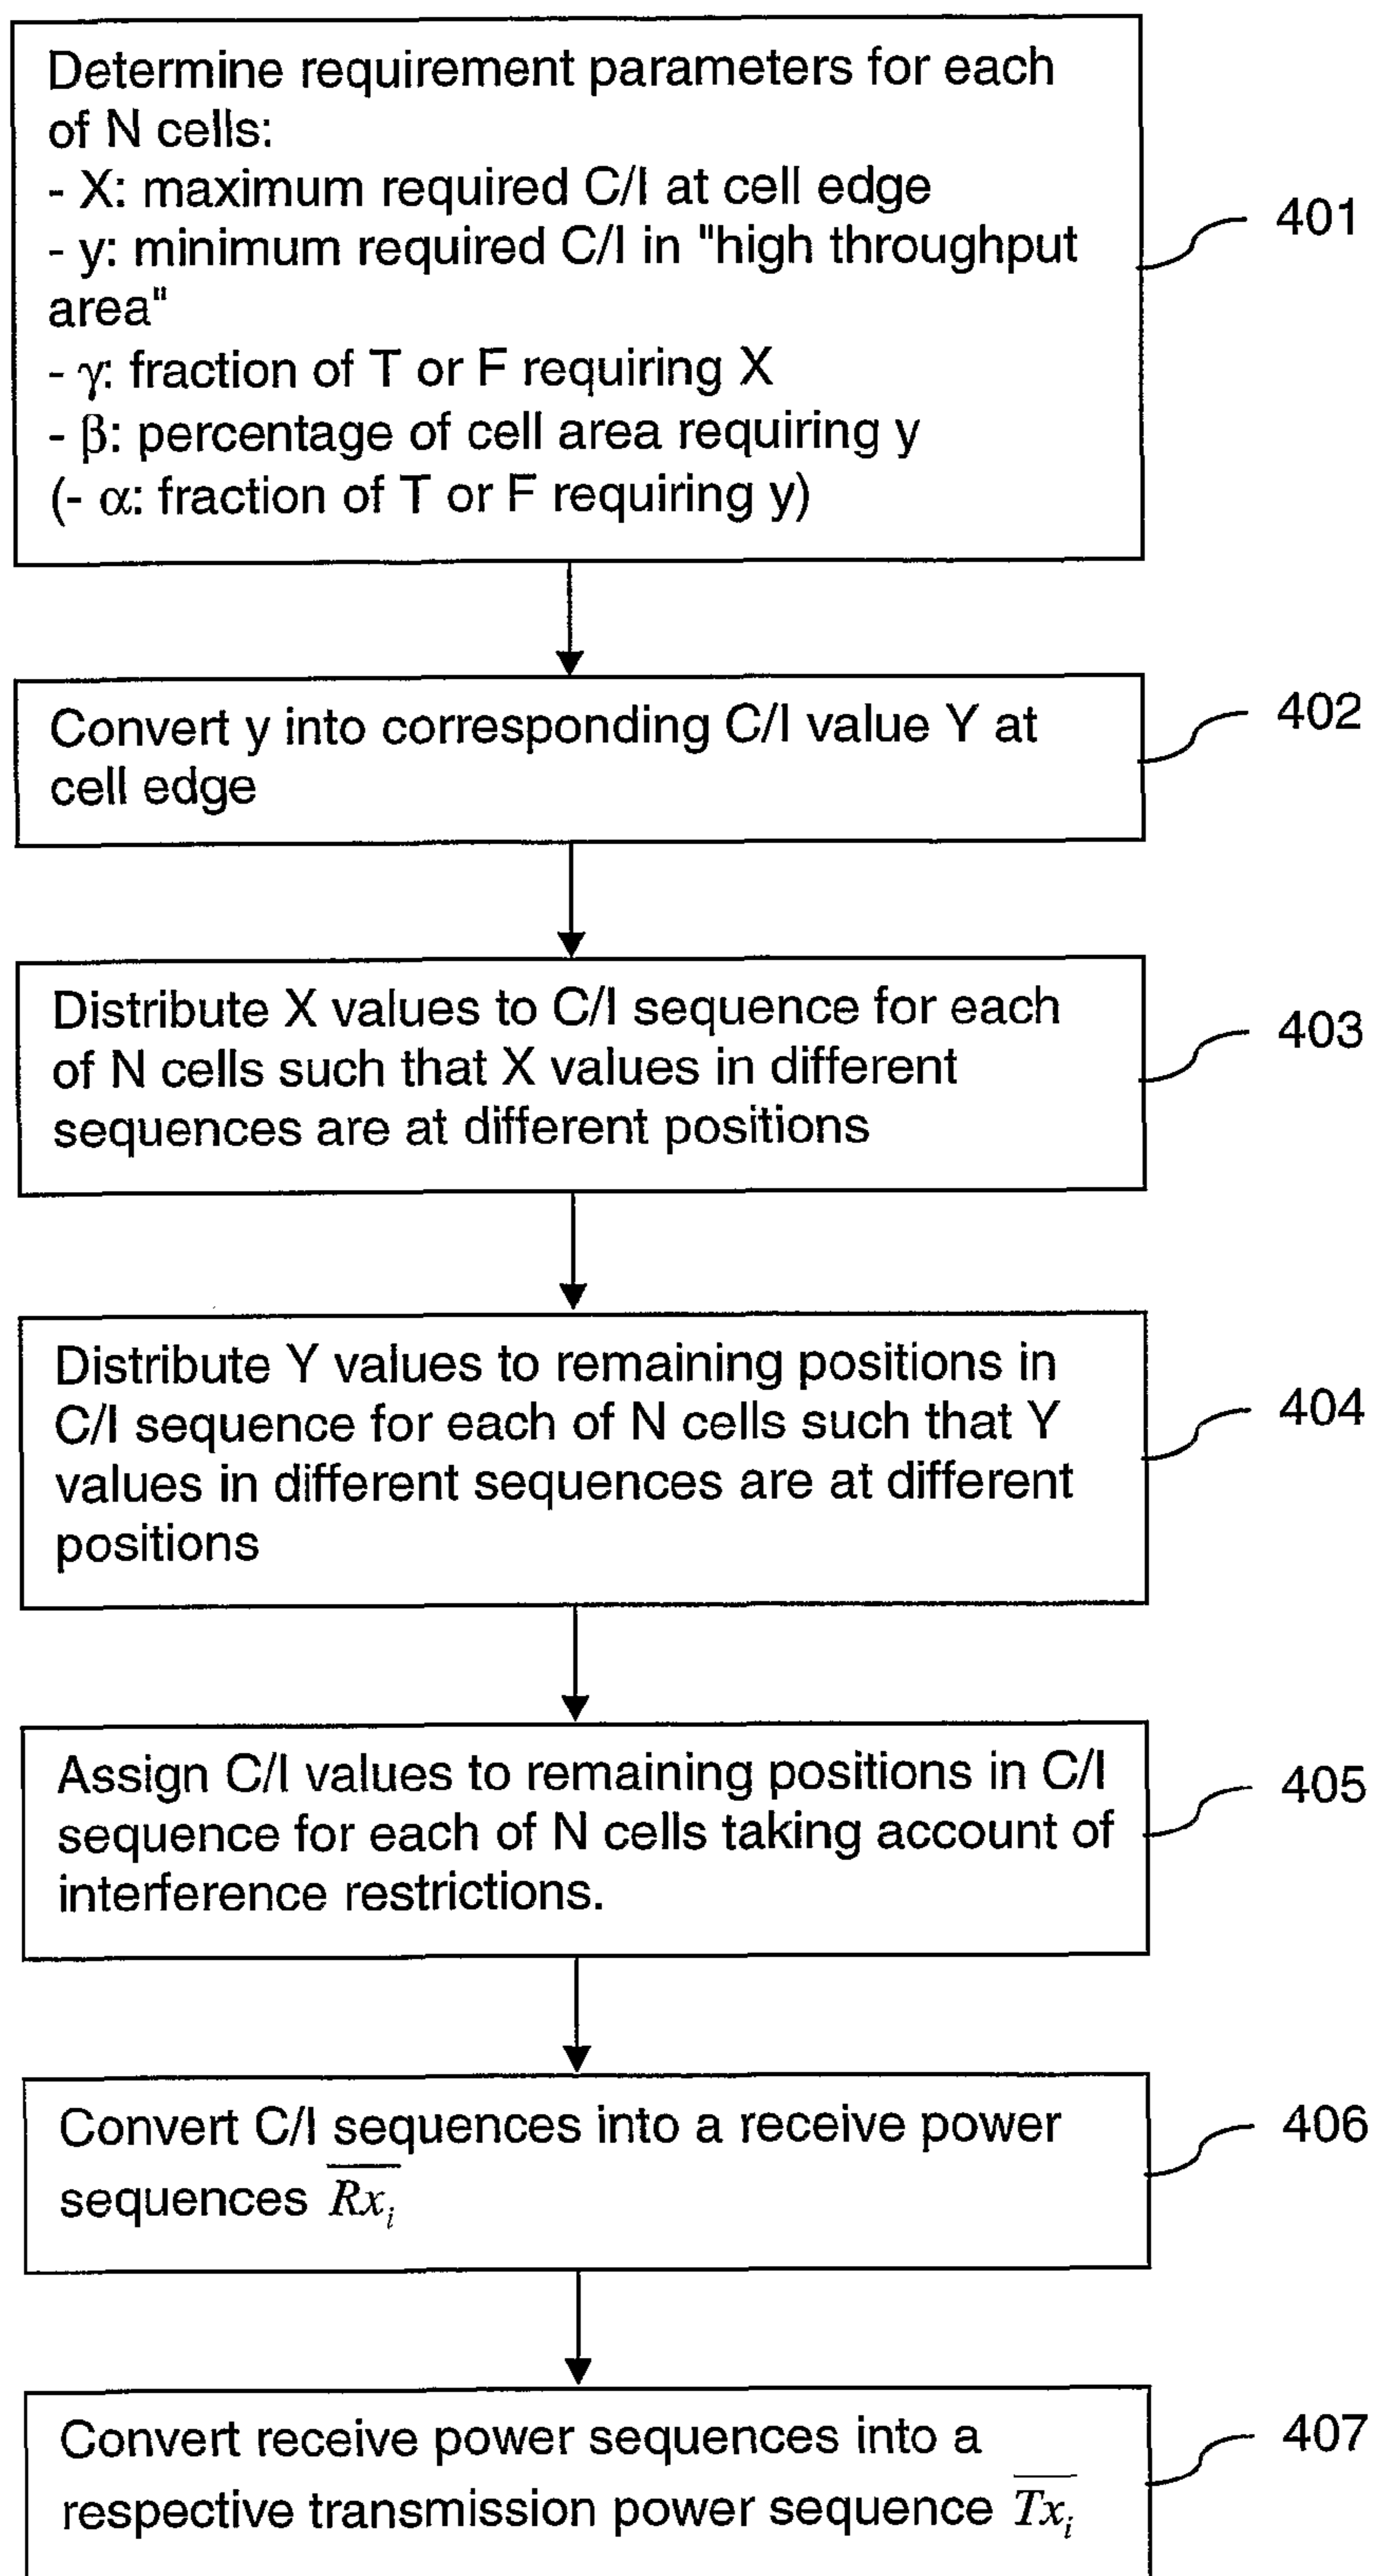 Determine requirement parameters for each
of N cells:
- X: maximum required C/I at cell edge
- y: minimum required C/I in "high throughput
area"
- γ: fraction of T or F requiring X
- β: percentage of cell area requiring y
(- α: fraction of T or F requiring y)
401
Convert y into corresponding C/I value Y at
cell edge
402
Distribute X values to C/I sequence for each
of N cells such that X values in different
sequences are at different positions
403
Distribute Y values to remaining positions in
C/I sequence for each of N cells such that Y
values in different sequences are at different
positions
404
Assign C/I values to remaining positions in C/I
sequence for each of N cells taking account of
interference restrictions.
405
Convert C/I sequences into a receive power
sequences $\overline{Rx_i}$
406
Convert receive power sequences into a
respective transmission power sequence $\overline{Tx_i}$
407